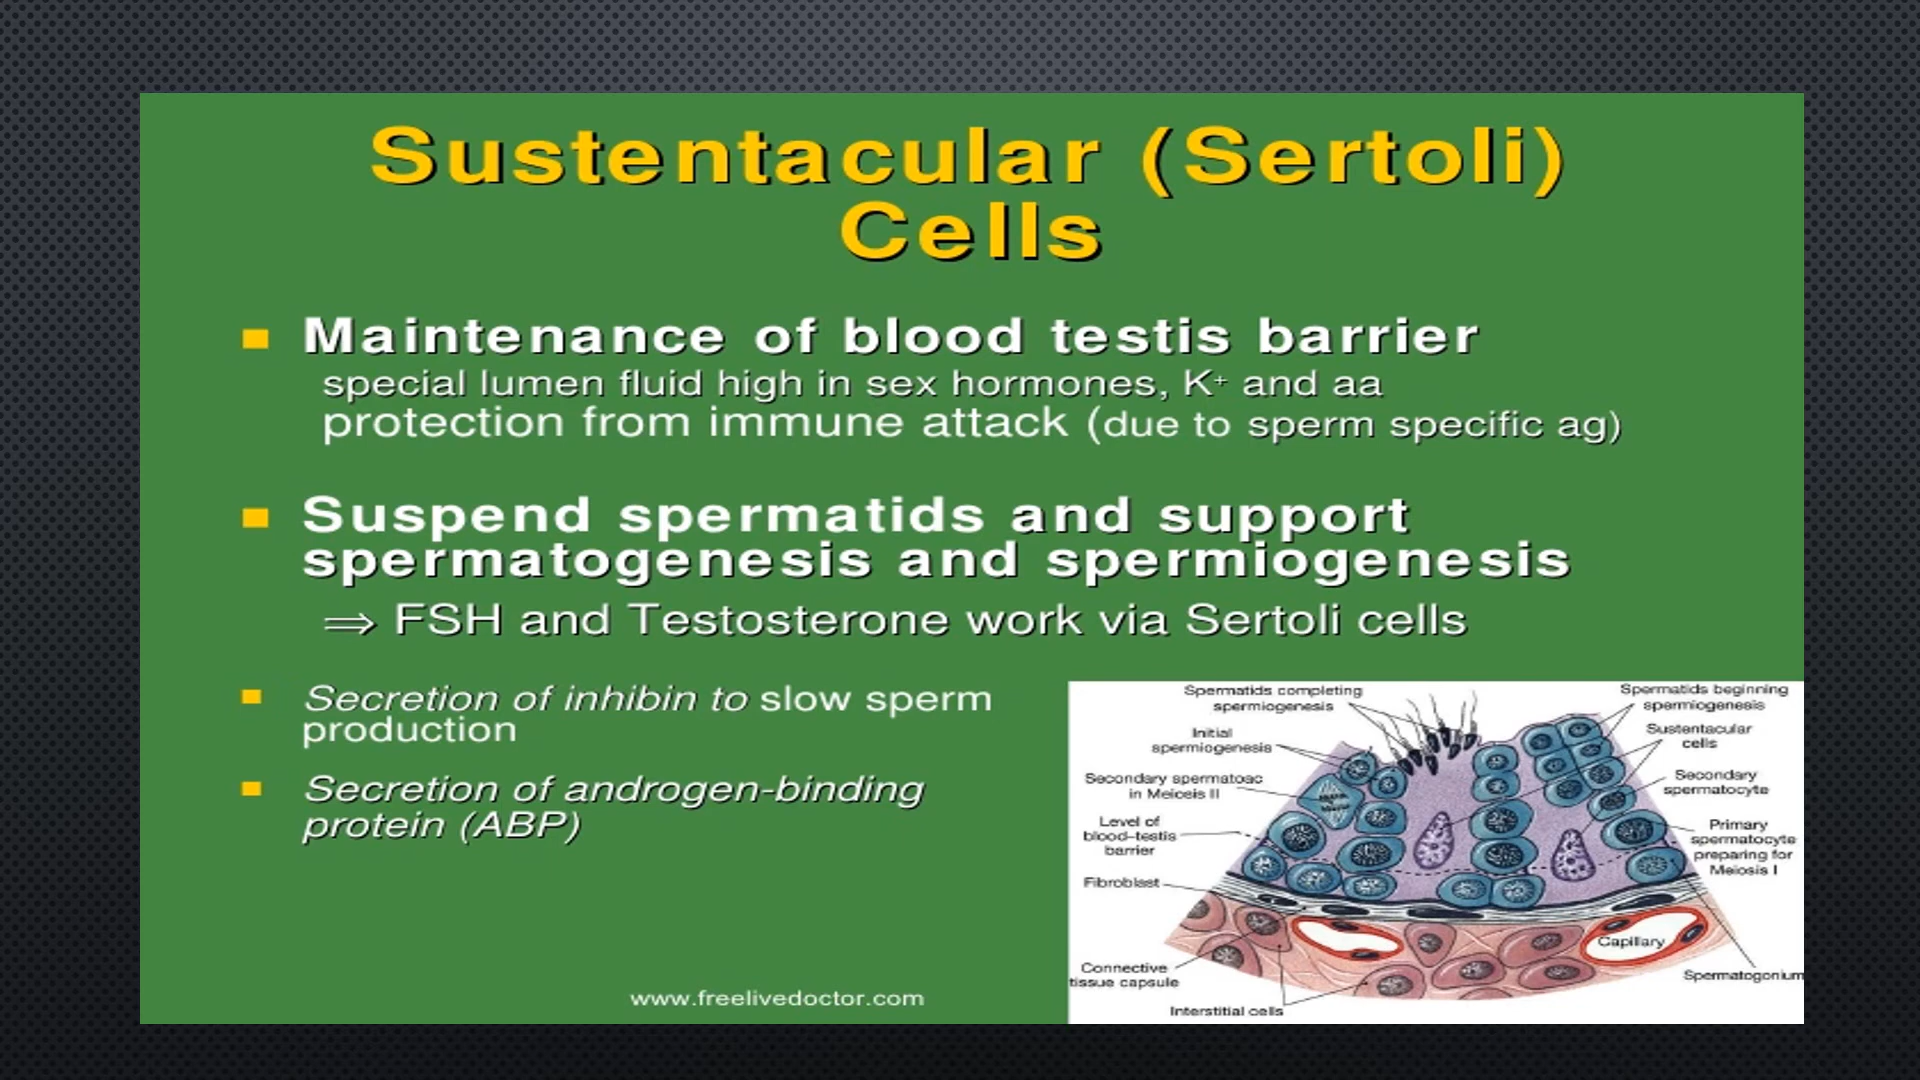 Sustentacular (Sertoli)
Cells
Maintenance of blood testis barrier
special lumen fluid high in sex hormones, K+ and aa
protection from immune attack (due to sperm specific ag)
Suspend spermatids and support
spermatogenesis and spermiogenesis
⇒ FSH and Testosterone work via Sertoli cells
Secretion of inhibin to slow sperm
production
Secretion of androgen-binding
protein (ABP)
www.freelivedoctor.com
Spermatids completing
spermiogenesis
Initial
spermiogenesis
Secondary spermatoac
in Meiosis II
Level of
blood–testis
barrier
Fibroblast
Connective
tissue capsule
Interstitial cells
Spermatids beginning
spermiogenesis
Sustentacular
cells
Secondary
spermatocyte
Primary
spermatocyte
preparing for
Meiosis I
Capillary
Spermatogonium